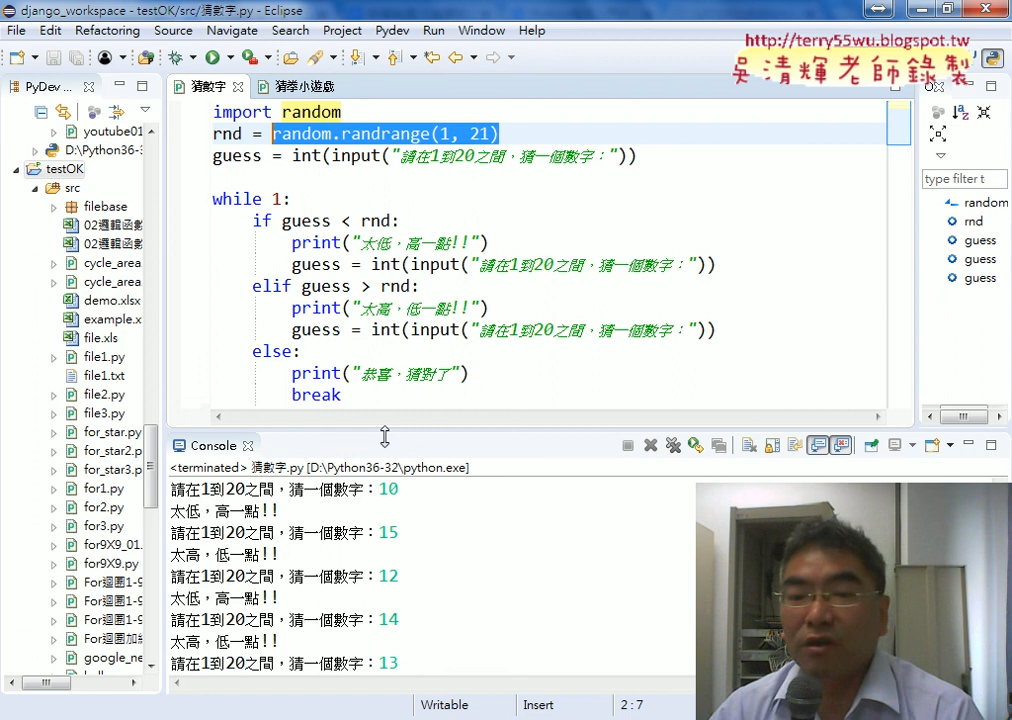 django_workspace - testOK/src/猜數字.py - Eclipse
File Edit Refactoring Source Navigate Search Project Pydev Run Window Help
http://terry55wu.blogspot.tw
吳清輝老師錄製
PyDev ...
猜數字
猜拳小遊戲
youtube01
D:\Python36-
testOK
src
filebase
02邏輯函數
02邏輯函數
cycle_area
cycle_area
demo.xlsx
example.x
file.xls
file1.py
file1.txt
file2.py
file3.py
for_star.py
for_star2.p
for_star3.p
for1.py
for2.py
for3.py
for9X9_01.
for9X9.py
For迴圈1-9
For迴圈1-9
For迴圈1-9
For迴圈加總
google_ne
import random
rnd = random.randrange(1, 21)
guess = int(input("請在1到20之間，猜一個數字："))
while 1:
if guess < rnd:
print("太低，高一點!!")
guess = int(input("請在1到20之間，猜一個數字："))
elif guess > rnd:
print("太高，低一點!!")
guess = int(input("請在1到20之間，猜一個數字："))
else:
print("恭喜，猜對了")
break
type filter t
random
rnd
guess
guess
guess
Console
<terminated> 猜數字.py [D:\Python36-32\python.exe]
請在1到20之間，猜一個數字：10
太低，高一點!!
請在1到20之間，猜一個數字：15
太高，低一點!!
請在1到20之間，猜一個數字：12
太低，高一點!!
請在1到20之間，猜一個數字：14
太高，低一點!!
請在1到20之間，猜一個數字：13
Writable Insert 2:7